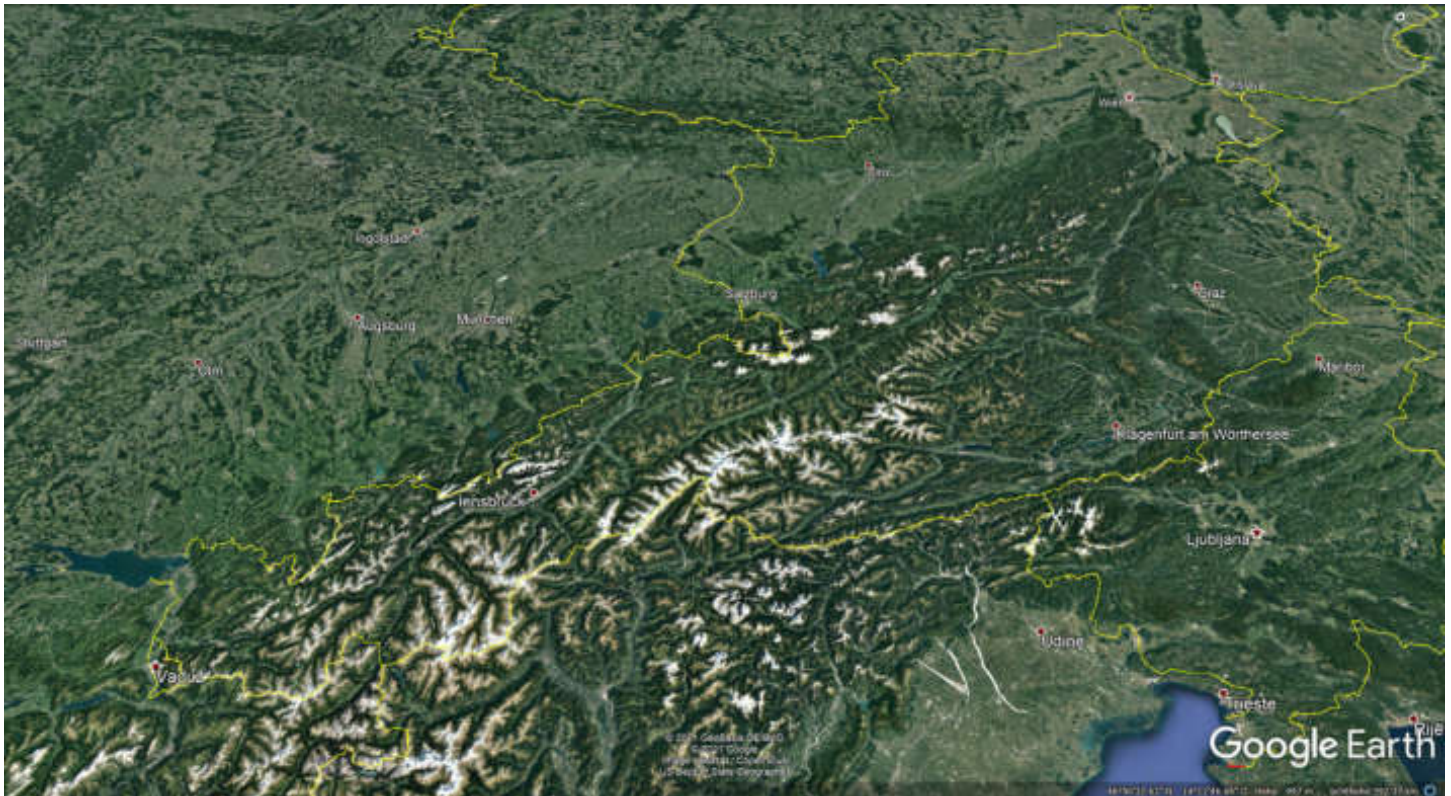 Wien
Linz
Ingolstadt
Salzburg
Graz
Augsburg
München
Stuttgart
Ulm
Maribor
Klagenfurt am Wörthersee
Innsbruck
Ljubljana
Udine
Vaduz
Trieste
Google Earth